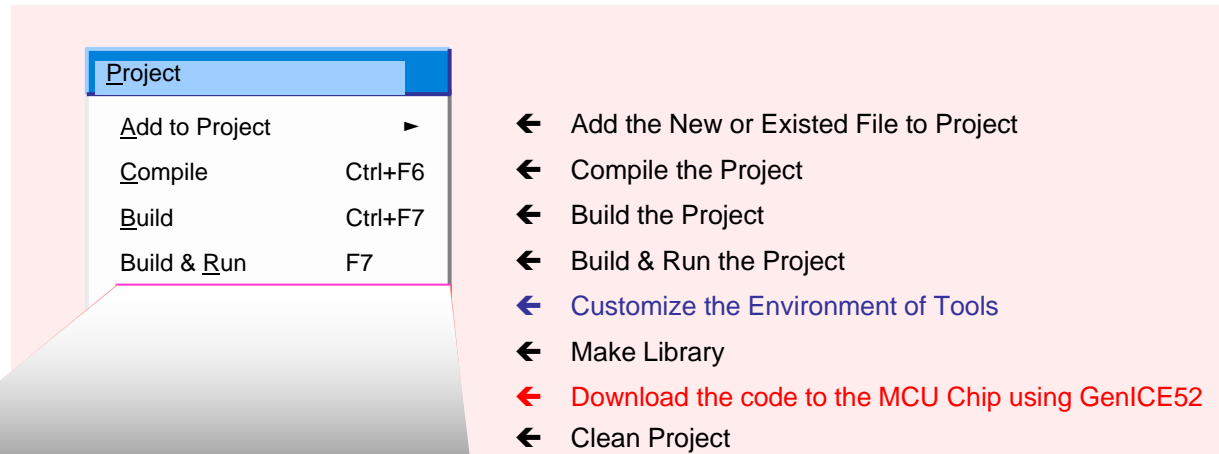 Project
Add to Project ► ← Add the New or Existed File to Project
Compile Ctrl+F6 ← Compile the Project
Build Ctrl+F7 ← Build the Project
Build & Run F7 ← Build & Run the Project
← Customize the Environment of Tools
← Make Library
← Download the code to the MCU Chip using GenICE52
← Clean Project